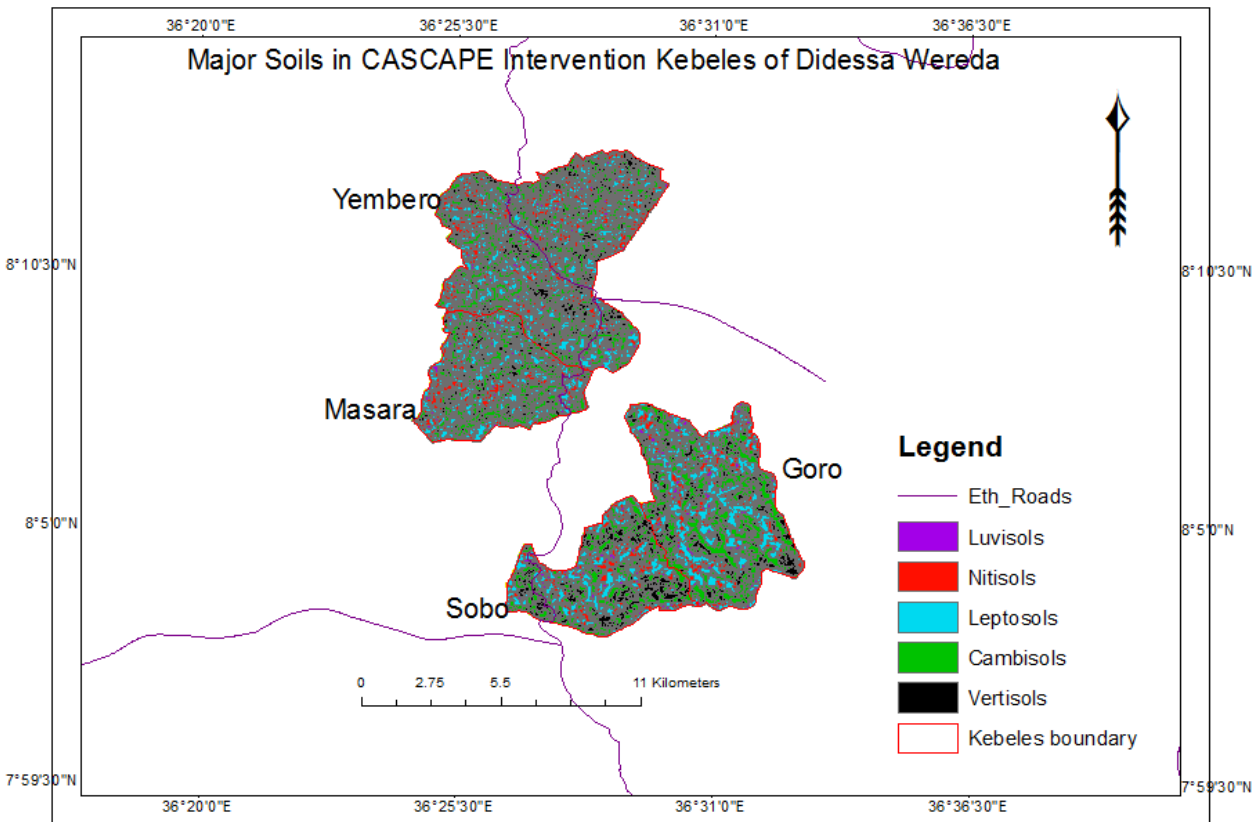 36°20'0"E 36°25'30"E 36°31'0"E 36°36'30"E
Major Soils in CASCAPE Intervention Kebeles of Didessa Wereda
Yembero
8°10'30"N 8°10'30"N
Masara
Goro
Legend
Eth_Roads
8°5'0"N 8°5'0"N
Luvisols
Nitisols
Sobo
Leptosols
Cambisols
0 2.75 5.5 11 Kilometers
Vertisols
Kebeles boundary
7°59'30"N 7°59'30"N
36°20'0"E 36°25'30"E 36°31'0"E 36°36'30"E